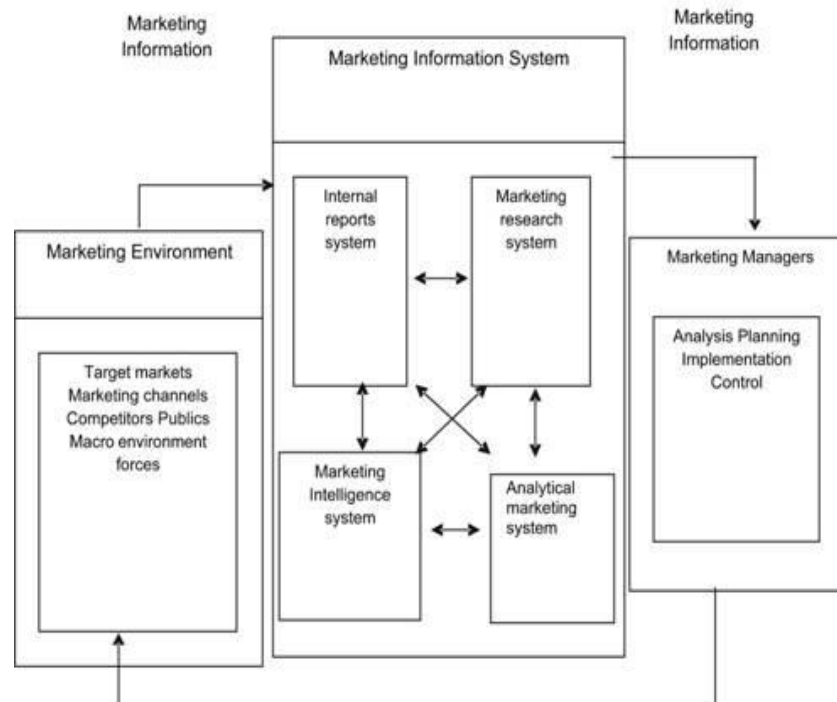 Marketing
Information
Marketing
Information
Marketing Information System
Internal
reports
system
Marketing
research
system
Marketing Environment
Marketing Managers
Target markets
Marketing channels
Competitors Publics
Macro environment
forces
Analysis Planning
Implementation
Control
Marketing
Intelligence
system
Analytical
marketing
system